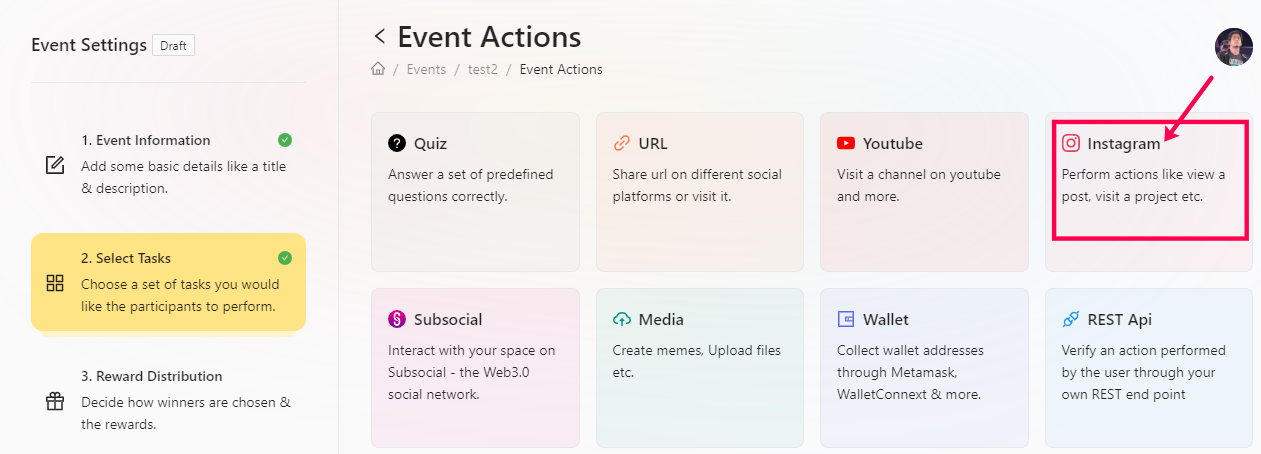 Event Settings Draft
1. Event Information
Add some basic details like a title
& description.
2. Select Tasks
Choose a set of tasks you would
like the participants to perform.
3. Reward Distribution
Decide how winners are chosen &
the rewards.
Event Actions
/ Events / test2 / Event Actions
Quiz
Answer a set of predefined
questions correctly.
URL
Share url on different social
platforms or visit it.
Youtube
Visit a channel on youtube
and more.
Instagram
Perform actions like view a
post, visit a project etc.
Subsocial
Interact with your space on
Subsocial - the Web3.0
social network.
Media
Create memes, Upload files
etc.
Wallet
Collect wallet addresses
through Metamask,
WalletConnext & more.
REST Api
Verify an action performed
by the user through your
own REST end point